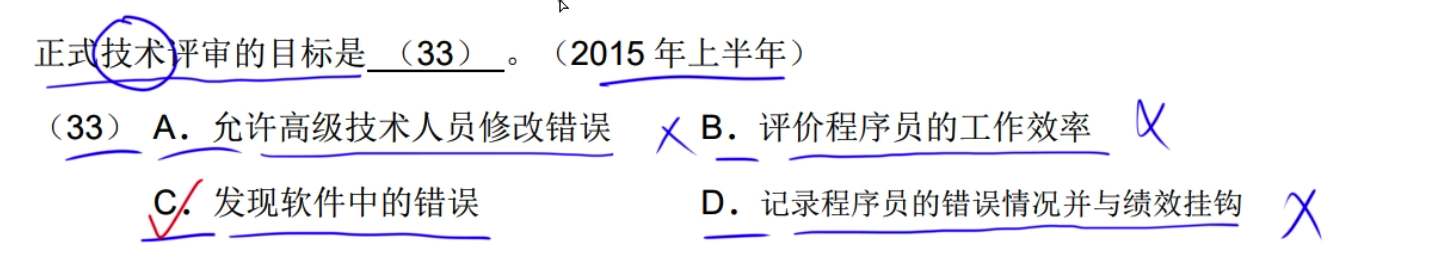 正式技术评审的目标是（33）。（2015 年上半年）
（33） A．允许高级技术人员修改错误 B．评价程序员的工作效率
C．发现软件中的错误 D．记录程序员的错误情况并与绩效挂钩